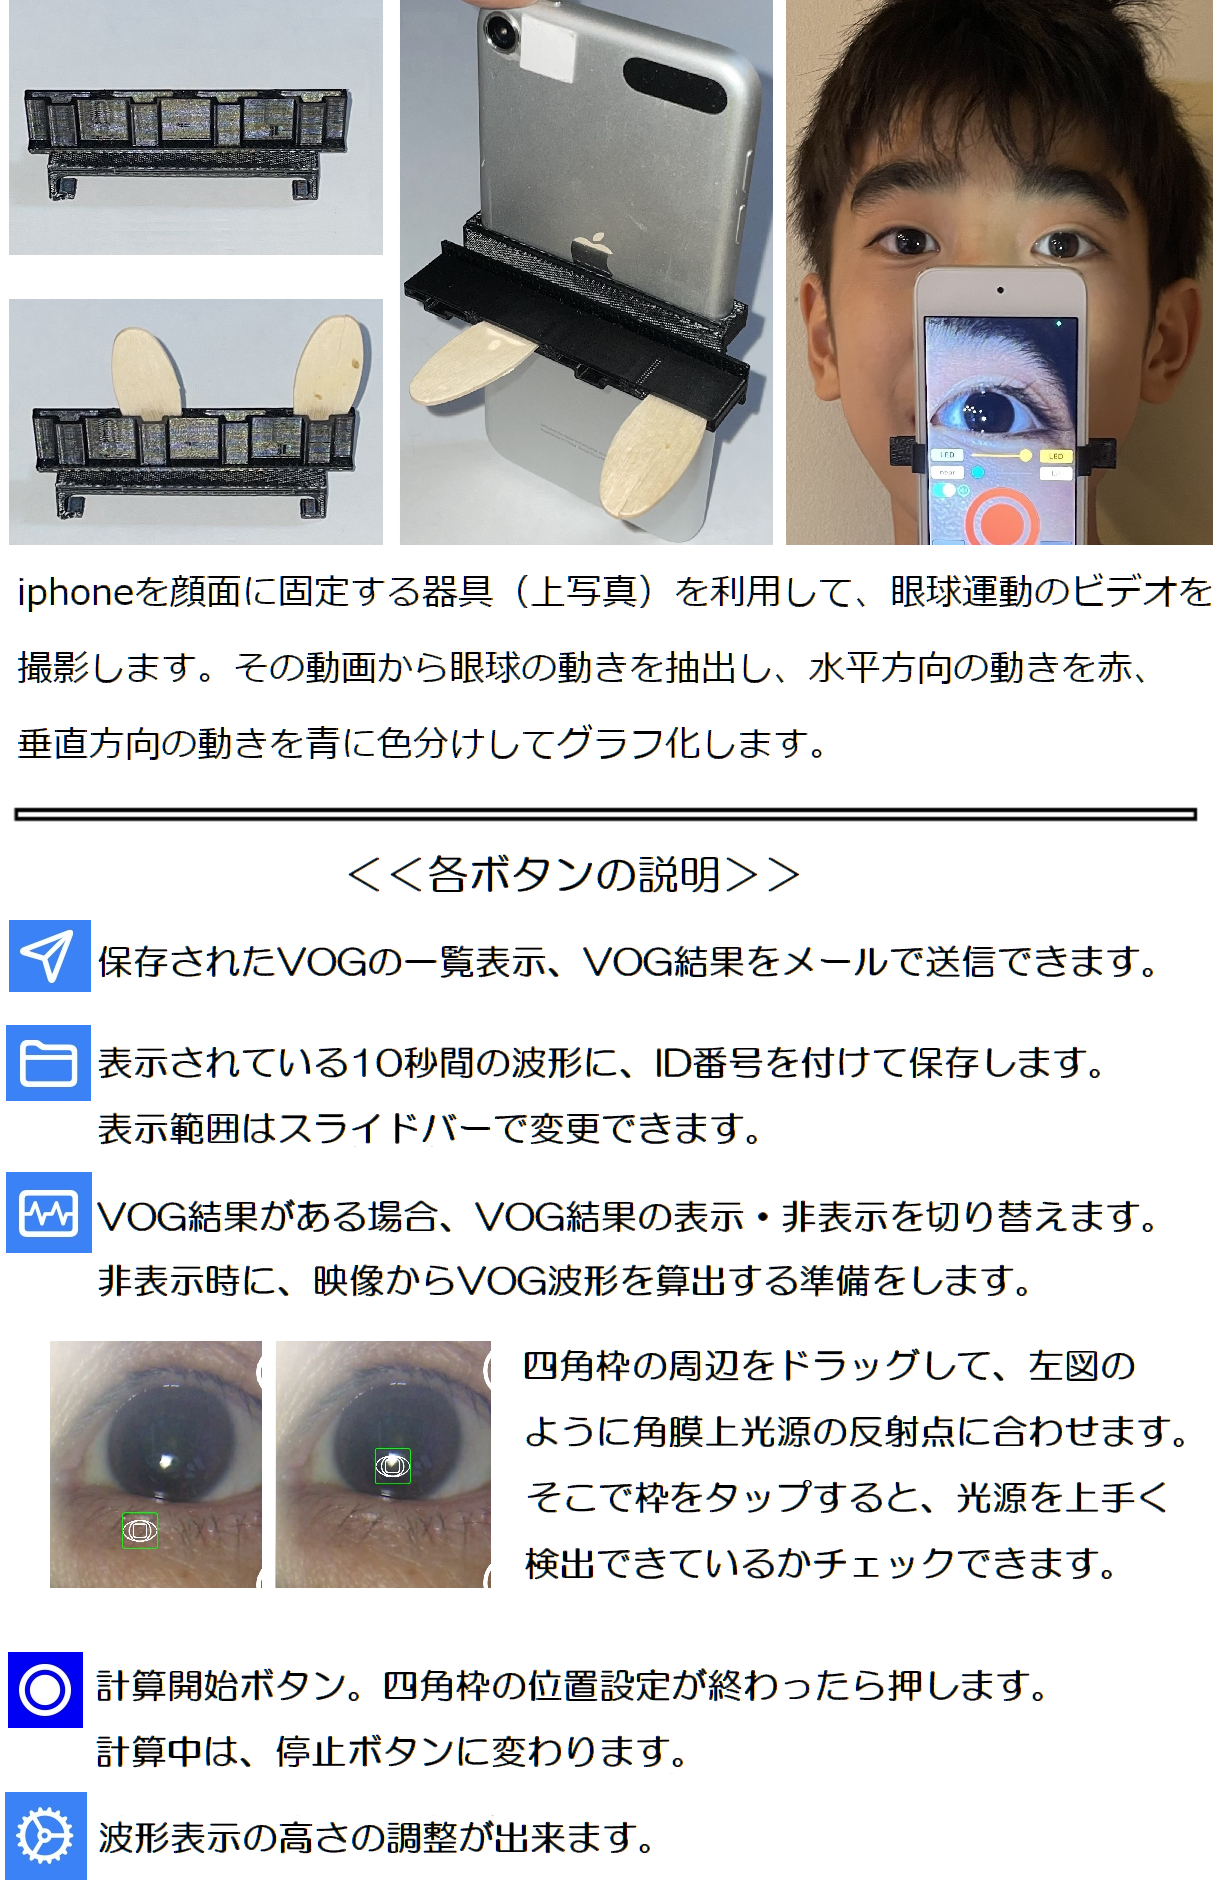 LED
LED
near
iphoneを顔面に固定する器具（上写真）を利用して、眼球運動のビデオを
撮影します。その動画から眼球の動きを抽出し、水平方向の動きを赤、
垂直方向の動きを青に色分けしてグラフ化します。
＜＜各ボタンの説明＞＞
保存されたVOGの一覧表示、VOG結果をメールで送信できます。
表示されている10秒間の波形に、ID番号を付けて保存します。
表示範囲はスライドバーで変更できます。
VOG結果がある場合、VOG結果の表示・非表示を切り替えます。
非表示時に、映像からVOG波形を算出する準備をします。
四角枠の周辺をドラッグして、左図の
ように角膜上光源の反射点に合わせます。
そこで枠をタップすると、光源を上手く
検出できているかチェックできます。
計算開始ボタン。四角枠の位置設定が終わったら押します。
計算中は、停止ボタンに変わります。
波形表示の高さの調整が出来ます。